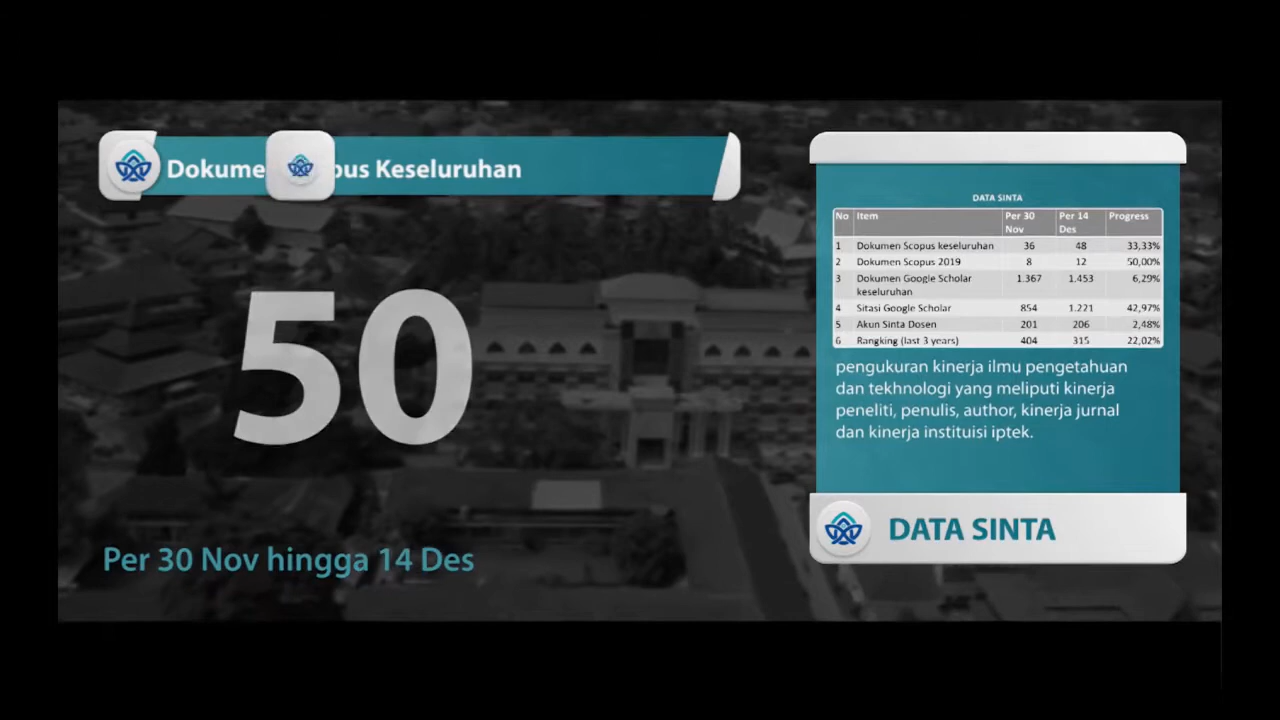 Dokume pus Keseluruhan
50
Per 30 Nov hingga 14 Des
DATA SINTA
No Item Per 30 Nov Per 14 Des Progress
1 Dokumen Scopus keseluruhan 36 48 33,33%
2 Dokumen Scopus 2019 8 12 50,00%
3 Dokumen Google Scholar keseluruhan 1.367 1.453 6,29%
4 Sitasi Google Scholar 854 1.221 42,97%
5 Akun Sinta Dosen 201 206 2,48%
6 Rangking (last 3 years) 404 315 22,02%
pengukuran kinerja ilmu pengetahuan
dan tekhnologi yang meliputi kinerja
peneliti, penulis, author, kinerja jurnal
dan kinerja instituisi iptek.
DATA SINTA